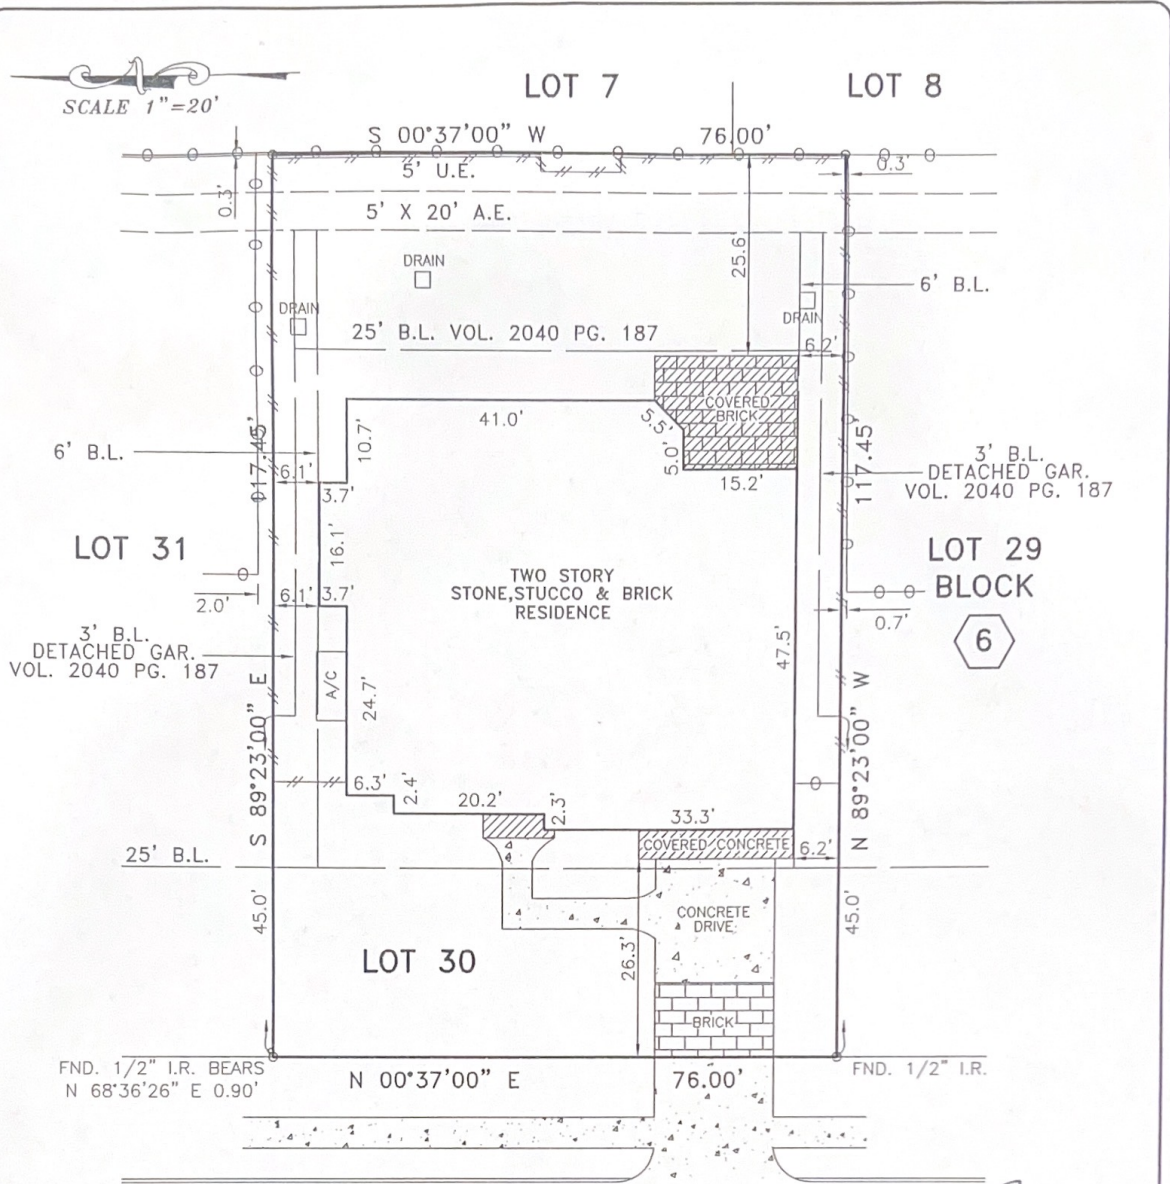 N
SCALE 1"=20'
LOT 7
LOT 8
S 00°37'00" W 76.00'
0.3'
0.3'
5' U.E.
5' X 20' A.E.
25.6
DRAIN
DRAIN
DRAIN
6' B.L.
25' B.L. VOL. 2040 PG. 187
6.2'
COVERED
BRICK
41.0'
5.5'
5.0'
15.2'
10.7'
6' B.L.
6.1'
3.7'
117.45'
117.45'
3' B.L.
DETACHED GAR.
VOL. 2040 PG. 187
LOT 31
16.1'
LOT 29
BLOCK
6
TWO STORY
STONE,STUCCO & BRICK
RESIDENCE
6.1'
3.7'
2.0'
0.7'
3' B.L.
DETACHED GAR.
VOL. 2040 PG. 187
A/C
24.7'
47.5'
S 89°23'00" E
N 89°23'00" W
6.3'
2.4'
20.2'
2.3'
33.3'
COVERED CONCRETE
6.2'
25' B.L.
45.0'
45.0'
CONCRETE
DRIVE
26.3'
LOT 30
BRICK
FND. 1/2" I.R. BEARS
N 68°36'26" E 0.90'
N 00°37'00" E 76.00'
FND. 1/2" I.R.